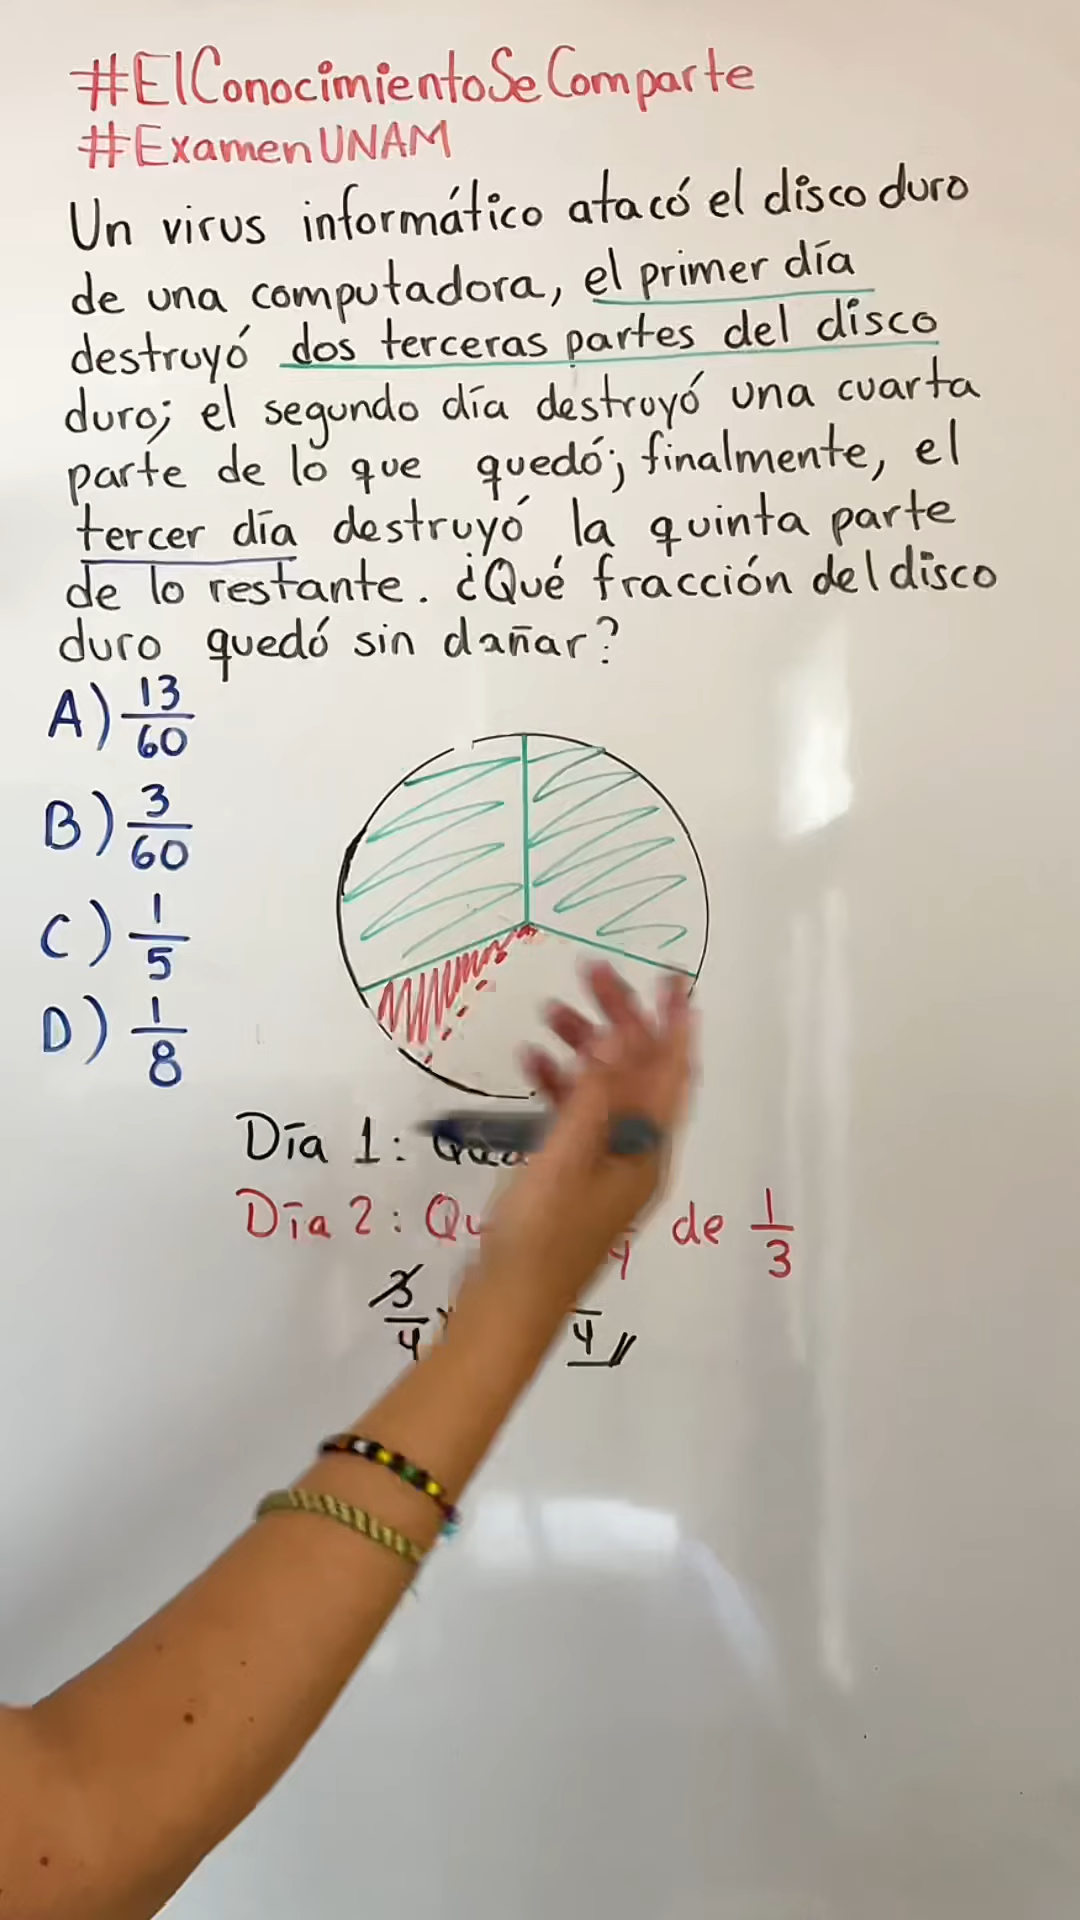 #ElConocimientoSeComparte
#ExamenUNAM
Un virus informático atacó el disco duro
de una computadora, el primer día
destruyó dos terceras partes del disco
duro; el segundo día destruyó una cuarta
parte de lo que quedó; finalmente, el
tercer día destruyó la quinta parte
de lo restante. ¿Qué fracción del disco
duro quedó sin dañar?
A) 13/60
B) 3/60
C) 1/5
D) 1/8
Día 1:
Día 2: de 1/3
3/4 4